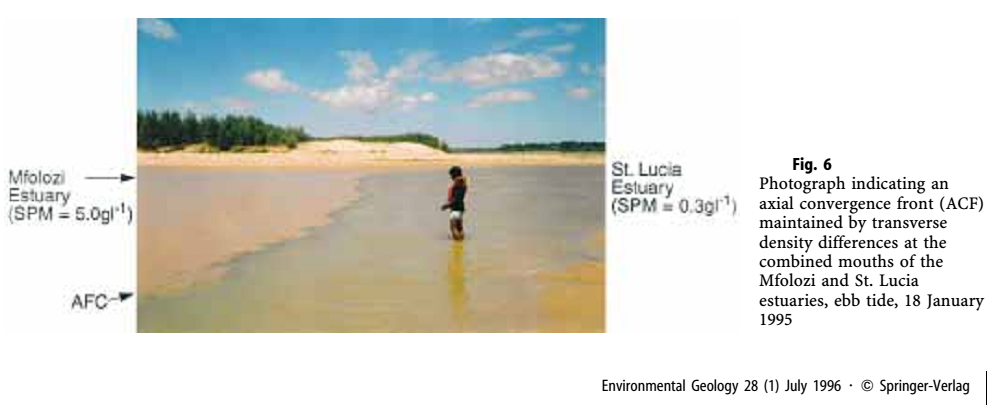 Mfolozi
Estuary
(SPM = 5.0gl⁻¹)
AFC
St. Lucia
Estuary
(SPM = 0.3gl⁻¹)
Fig. 6
Photograph indicating an
axial convergence front (ACF)
maintained by transverse
density differences at the
combined mouths of the
Mfolozi and St. Lucia
estuaries, ebb tide, 18 January
1995
Environmental Geology 28 (1) July 1996 · © Springer-Verlag